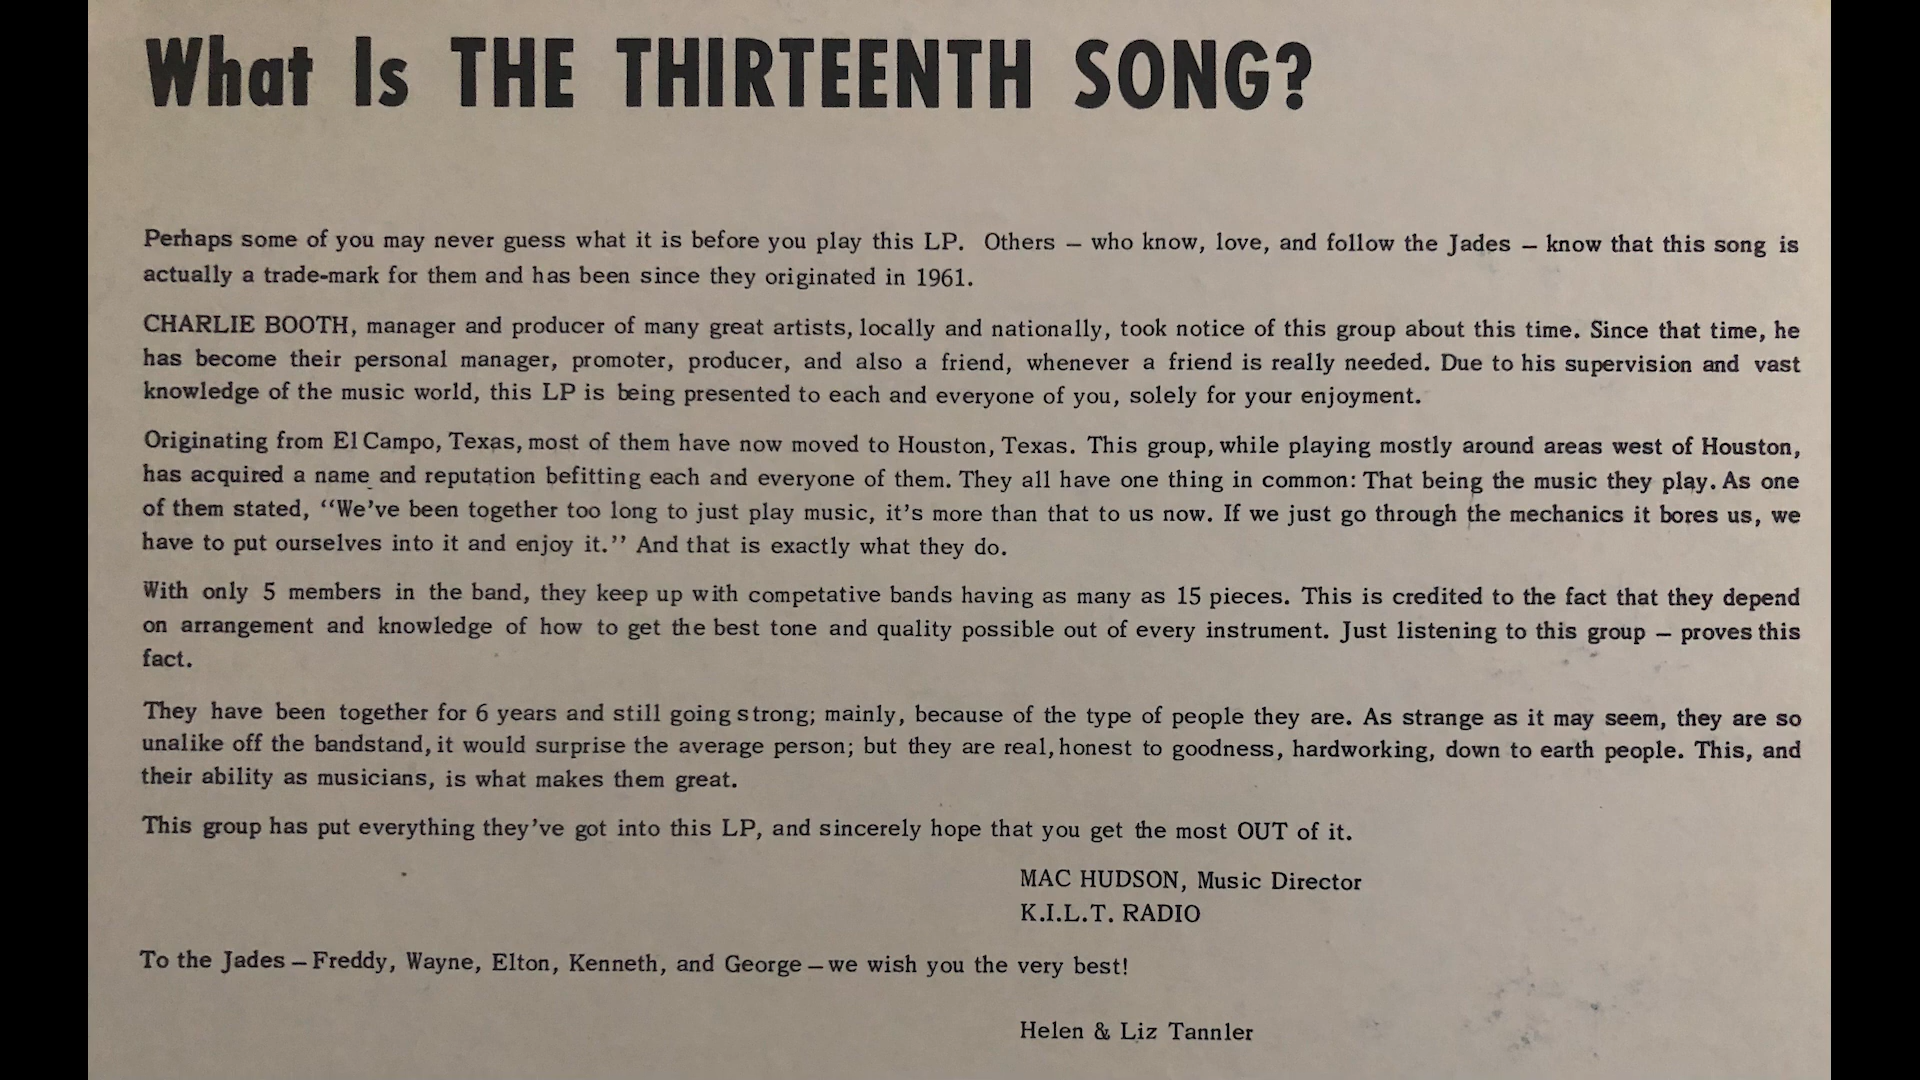 What Is THE THIRTEENTH SONG?
Perhaps some of you may never guess what it is before you play this LP. Others – who know, love, and follow the Jades – know that this song is
actually a trade-mark for them and has been since they originated in 1961.
CHARLIE BOOTH, manager and producer of many great artists, locally and nationally, took notice of this group about this time. Since that time, he
has become their personal manager, promoter, producer, and also a friend, whenever a friend is really needed. Due to his supervision and vast
knowledge of the music world, this LP is being presented to each and everyone of you, solely for your enjoyment.
Originating from El Campo, Texas, most of them have now moved to Houston, Texas. This group, while playing mostly around areas west of Houston,
has acquired a name and reputation befitting each and everyone of them. They all have one thing in common: That being the music they play. As one
of them stated, “We’ve been together too long to just play music, it’s more than that to us now. If we just go through the mechanics it bores us, we
have to put ourselves into it and enjoy it.” And that is exactly what they do.
With only 5 members in the band, they keep up with competative bands having as many as 15 pieces. This is credited to the fact that they depend
on arrangement and knowledge of how to get the best tone and quality possible out of every instrument. Just listening to this group – proves this
fact.
They have been together for 6 years and still going strong; mainly, because of the type of people they are. As strange as it may seem, they are so
unalike off the bandstand, it would surprise the average person; but they are real, honest to goodness, hardworking, down to earth people. This, and
their ability as musicians, is what makes them great.
This group has put everything they’ve got into this LP, and sincerely hope that you get the most OUT of it.
MAC HUDSON, Music Director
K.I.L.T. RADIO
To the Jades – Freddy, Wayne, Elton, Kenneth, and George – we wish you the very best!
Helen & Liz Tannler